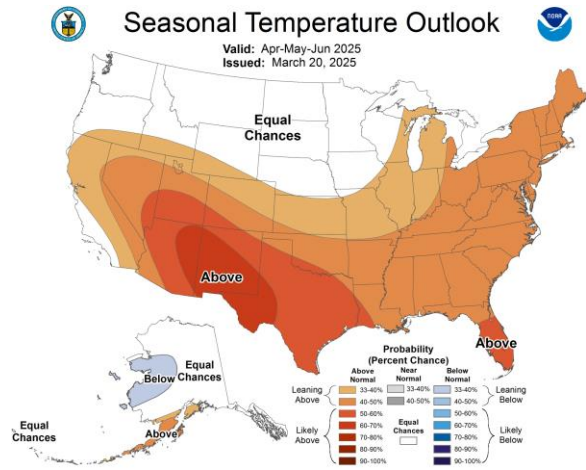 Seasonal Temperature Outlook
Valid: Apr-May-Jun 2025
Issued: March 20, 2025
NOAA
Equal
Chances
Above
Above
Below
Equal
Chances
Above
Equal
Chances
Probability
(Percent Chance)
Above
Normal
Near
Normal
Below
Normal
Leaning
Above
33-40%
40-50%
33-40%
40-50%
33-40%
40-50%
Leaning
Below
Likely
Above
50-60%
60-70%
70-80%
80-90%
90-100%
Equal
Chances
50-60%
60-70%
70-80%
80-90%
90-100%
Likely
Below